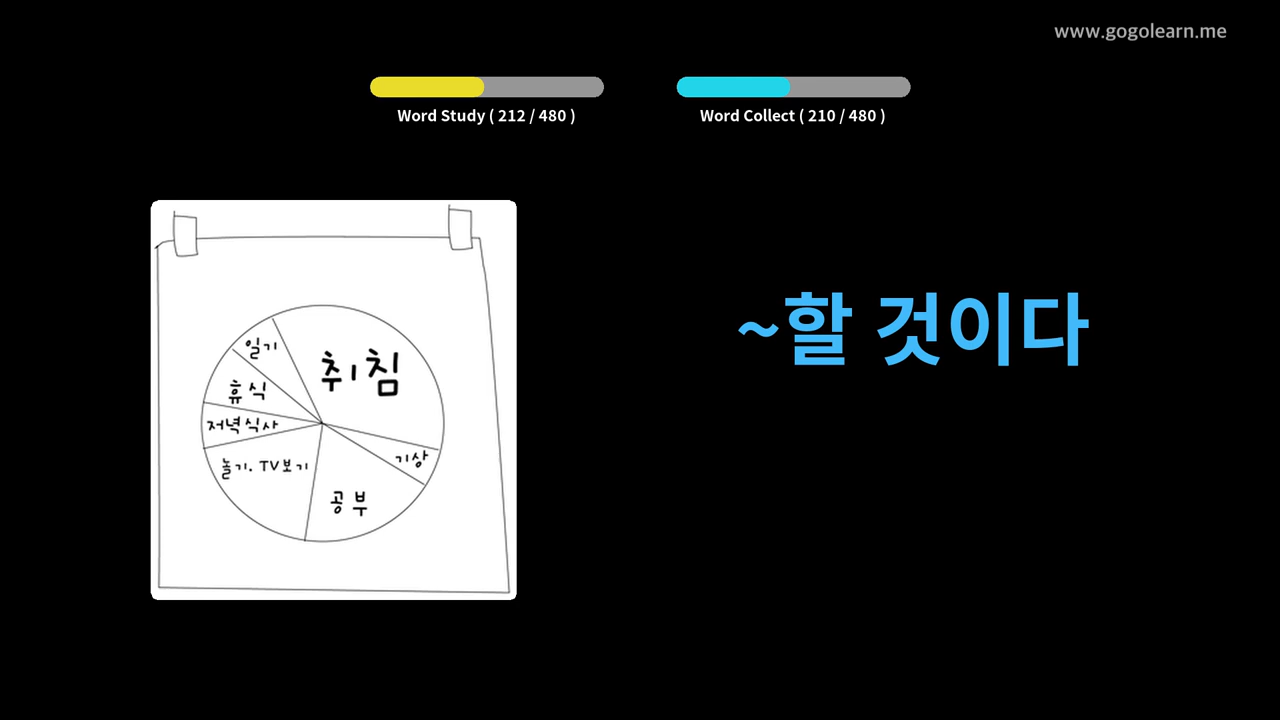 www.gogolearn.me
Word Study ( 212 / 480 )
Word Collect ( 210 / 480 )
일기
취침
휴식
저녁식사
놀기. TV보기
기상
공부
~할 것이다